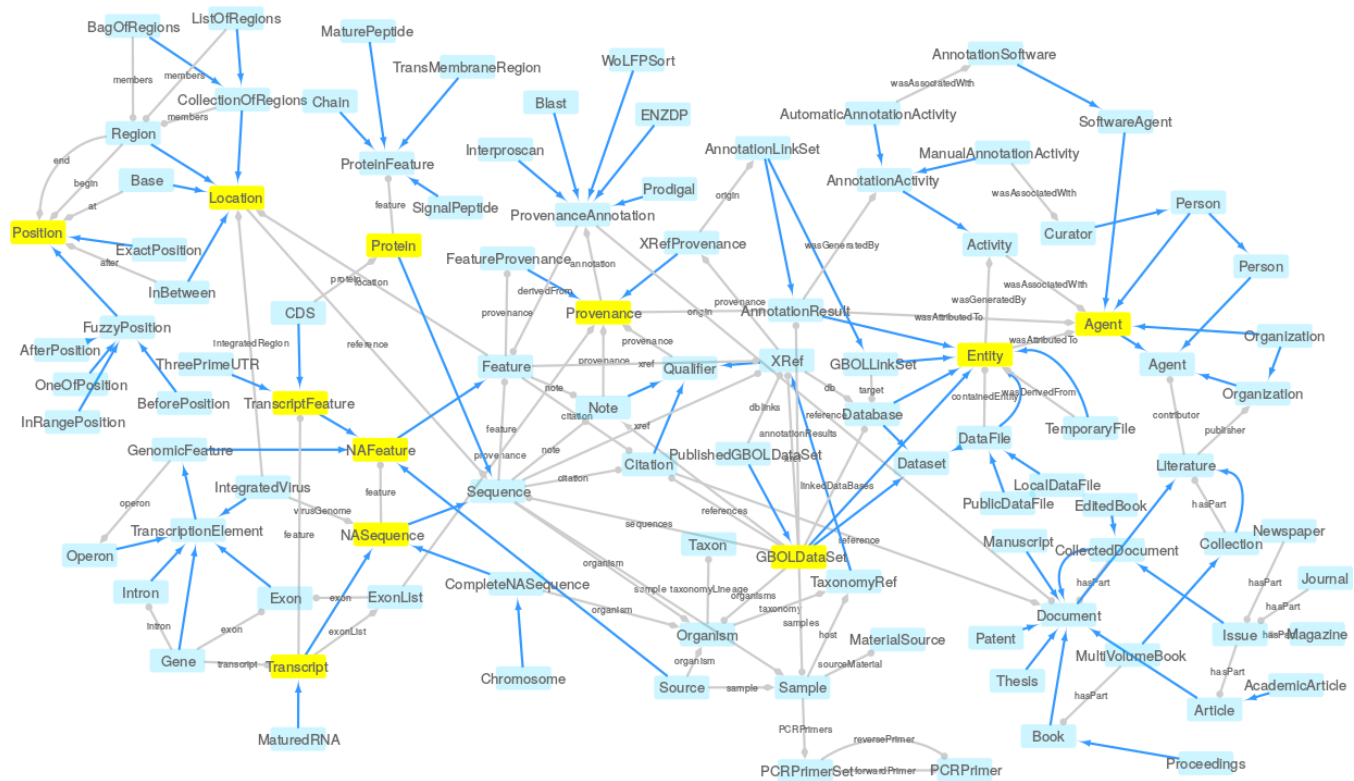 BagOfRegions
ListOfRegions
MaturePeptide
TransMembraneRegion
WoLFPSort
AnnotationSoftware
members
members
wasAssociatedWith
Chain
CollectionOfRegions
Blast
ENZDP
AutomaticAnnotationActivity
SoftwareAgent
members
Region
Interproscan
AnnotationLinkSet
ManualAnnotationActivity
end
ProteinFeature
Base
begin
origin
AnnotationActivity
wasAssociatedWith
at
Location
feature
SignalPeptide
Prodigal
ProvenanceAnnotation
Person
Position
Protein
XRefProvenance
wasGeneratedBy
Activity
Curator
ExactPosition
after
FeatureProvenance
annotation
Person
InBetween
protein
location
derivedFrom
wasAssociatedWith
CDS
provenance
Provenance
origin
provenance
AnnotationResult
wasGeneratedBy
wasAttributedTo
Agent
FuzzyPosition
reference
provenance
wasAttributedTo
Organization
AfterPosition
integratedRegion
ThreePrimeUTR
Feature
xref
Qualifier
XRef
GBOLLinkSet
Entity
Agent
OneOfPosition
BeforePosition
TranscriptFeature
note
db
target
containedEntity
wasDerivedFrom
Organization
InRangePosition
Note
citation
xref
dblinks
reference
Database
TemporaryFile
contributor
publisher
GenomicFeature
NAFeature
feature
note
annotationResults
DataFile
provenance
Citation
PublishedGBOLDataSet
Dataset
Literature
IntegratedVirus
feature
Sequence
citation
linkedDataBases
xref
LocalDataFile
PublicDataFile
EditedBook
hasPart
operon
virusGenome
references
TranscriptionElement
NASequence
sequences
Taxon
GBOLDataSet
reference
Manuscript
CollectedDocument
Collection
Newspaper
Operon
feature
organism
Intron
Exon
exon
ExonList
CompleteNASequence
sample
taxonomyLineage
organisms
TaxonomyRef
hasPart
hasPart
Journal
intron
exon
exonList
organism
taxonomy
samples
host
Document
hasPart
Organism
MaterialSource
Patent
Issue
hasPart
Magazine
Gene
transcript
Transcript
organism
sourceMaterial
MultiVolumeBook
Chromosome
Source
sample
Sample
Thesis
hasPart
AcademicArticle
hasPart
Article
MaturedRNA
PCRPrimers
reversePrimer
Book
PCRPrimerSet
forwardPrimer
PCRPrimer
Proceedings